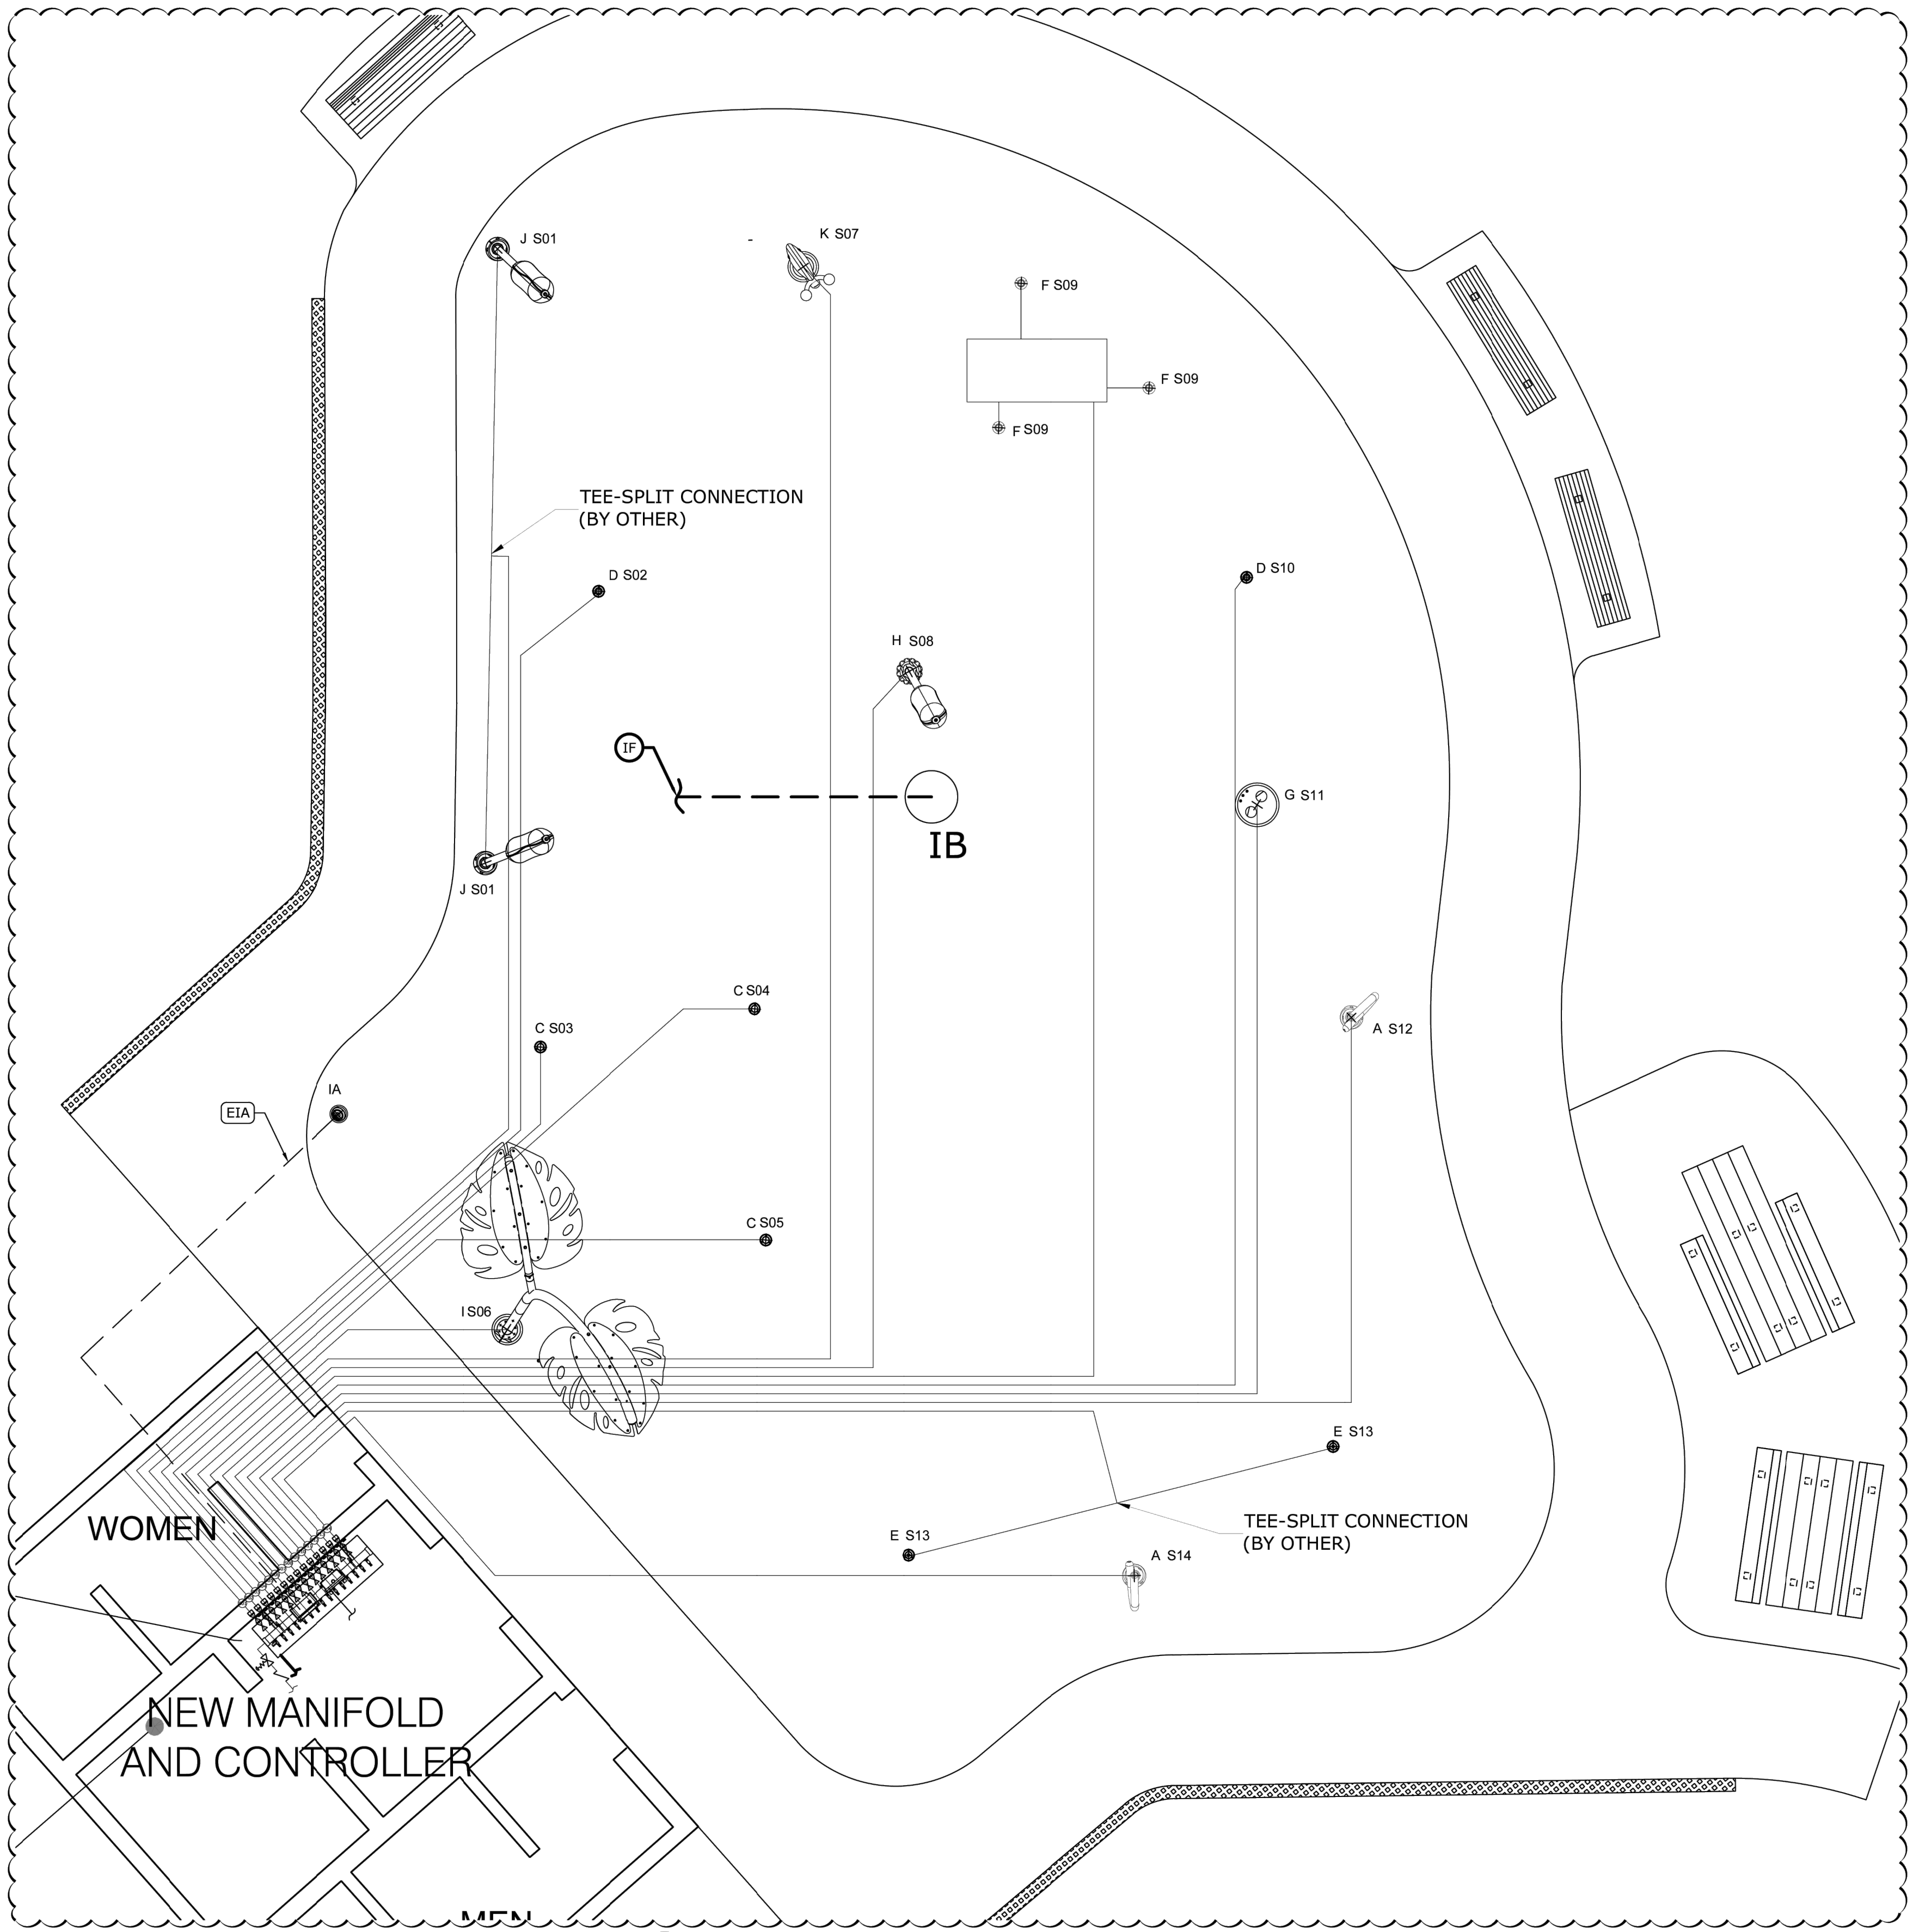 J S01
K S07
F S09
F S09
F S09
TEE-SPLIT CONNECTION
(BY OTHER)
D S02
D S10
H S08
IF
G S11
IB
J S01
C S04
C S03
A S12
IA
EIA
C S05
I S06
E S13
WOMEN
TEE-SPLIT CONNECTION
(BY OTHER)
E S13
A S14
NEW MANIFOLD
AND CONTROLLER
MEN